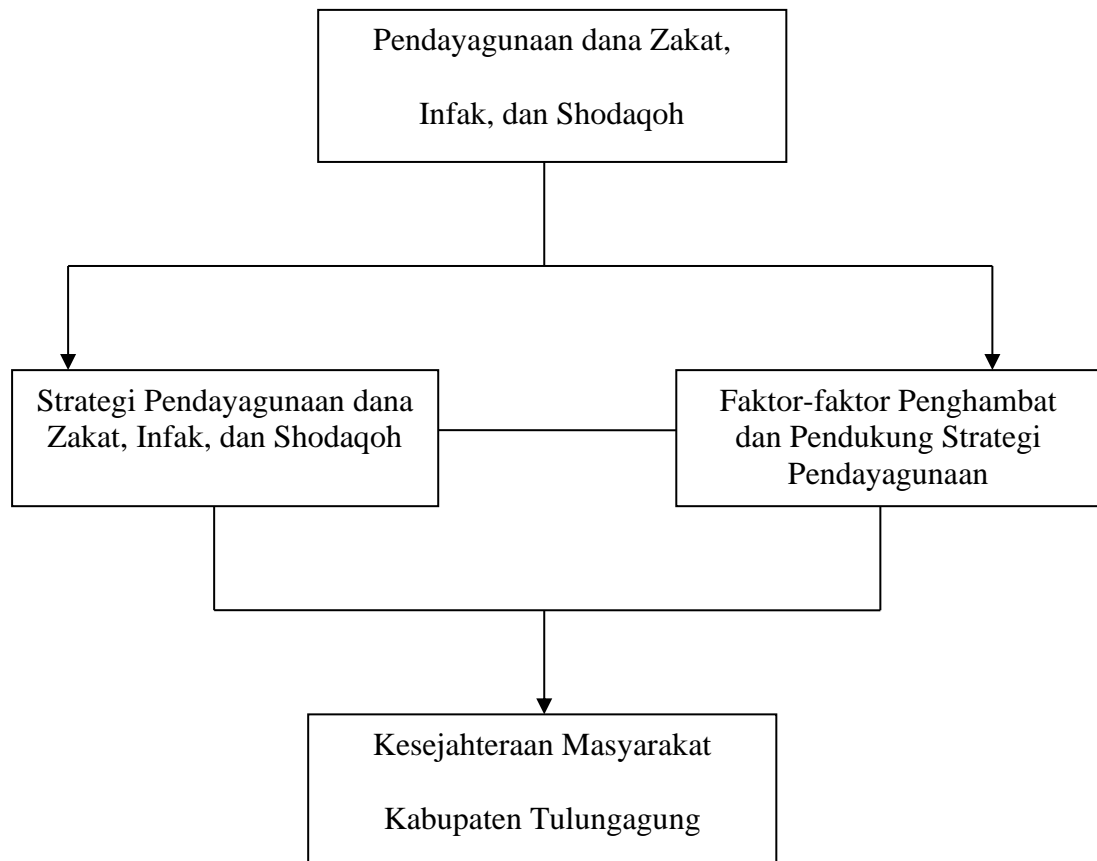 Pendayagunaan dana Zakat,
Infak, dan Shodaqoh
Strategi Pendayagunaan dana
Zakat, Infak, dan Shodaqoh
Faktor-faktor Penghambat
dan Pendukung Strategi
Pendayagunaan
Kesejahteraan Masyarakat
Kabupaten Tulungagung